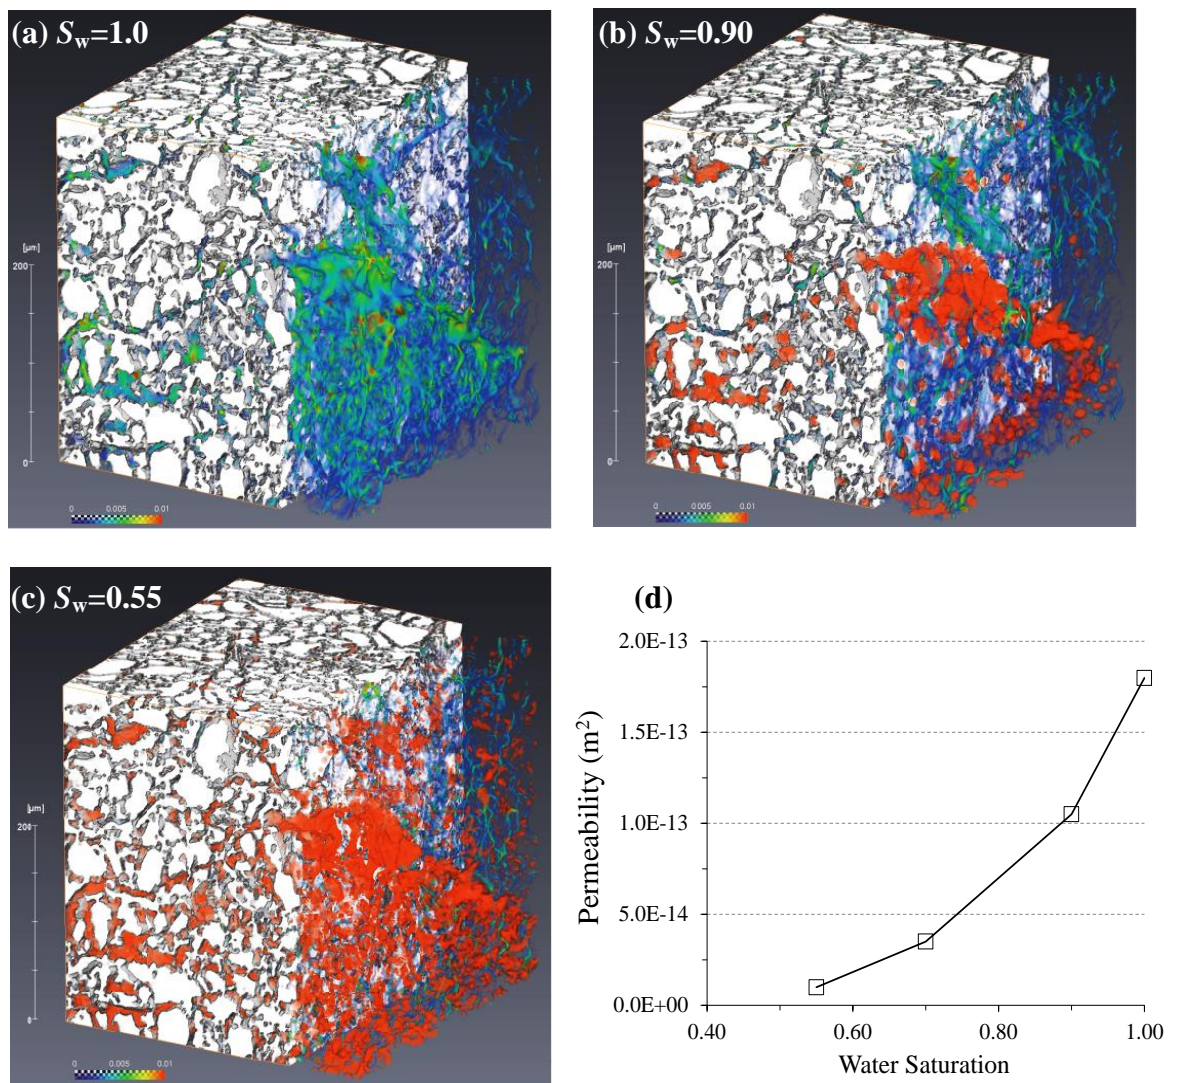 (a) Sw=1.0
[µm]
200
0
0 0.005 0.01
(b) Sw=0.90
[µm]
200
0
0 0.005 0.01
(c) Sw=0.55
[µm]
200
0
0 0.005 0.01
(d)
Permeability (m²)
2.0E-13
1.5E-13
1.0E-13
5.0E-14
0.0E+00
0.40 0.60 0.80 1.00
Water Saturation